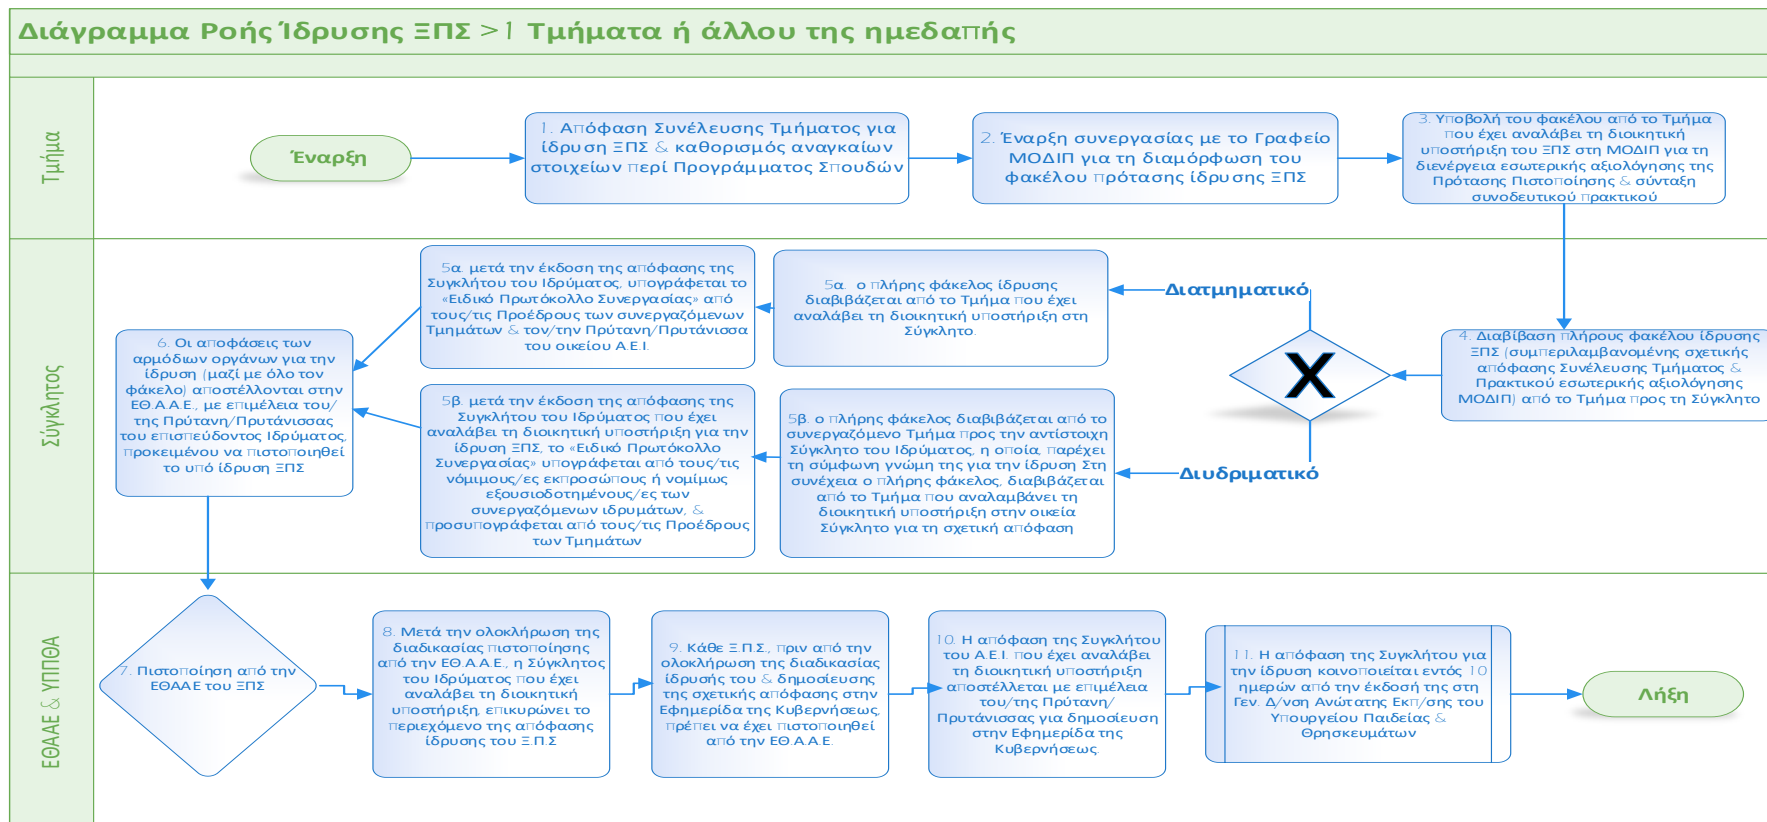 Διάγραμμα Ροής Ίδρυσης ΞΠΣ >1 Τμήματα ή άλλου της ημεδαπής
Τμήμα
Έναρξη
1. Απόφαση Συνέλευσης Τμήματος για
ίδρυση ΞΠΣ & καθορισμός αναγκαίων
στοιχείων περί Προγράμματος Σπουδών
2. Έναρξη συνεργασίας με το Γραφείο
ΜΟΔΙΠ για τη διαμόρφωση του
φακέλου πρότασης ίδρυσης ΞΠΣ
3. Υποβολή του φακέλου από το Τμήμα
που έχει αναλάβει τη διοικητική
υποστήριξη του ΞΠΣ στη ΜΟΔΙΠ για τη
διενέργεια εσωτερικής αξιολόγησης της
Πρότασης Πιστοποίησης & σύνταξη
συνοδευτικού πρακτικού
Σύγκλητος
4. Διαβίβαση πλήρους φακέλου ίδρυσης
ΞΠΣ (συμπεριλαμβανομένης σχετικής
απόφασης Συνέλευσης Τμήματος &
Πρακτικού εσωτερικής αξιολόγησης
ΜΟΔΙΠ) από το Τμήμα προς τη Σύγκλητο
X
Διατμηματικό
Διυδριματικό
5α. ο πλήρης φάκελος ίδρυσης
διαβιβάζεται από το Τμήμα που έχει
αναλάβει τη διοικητική υποστήριξη στη
Σύγκλητο.
5α. μετά την έκδοση της απόφασης της
Συγκλήτου του Ιδρύματος, υπογράφεται το
«Ειδικό Πρωτόκολλο Συνεργασίας» από
τους/τις Προέδρους των συνεργαζόμενων
Τμημάτων & τον/την Πρύτανη/Πρυτάνισσα
του οικείου Α.Ε.Ι.
5β. ο πλήρης φάκελος διαβιβάζεται από το
συνεργαζόμενο Τμήμα προς την αντίστοιχη
Σύγκλητο του Ιδρύματος, η οποία, παρέχει
τη σύμφωνη γνώμη της για την ίδρυση Στη
συνέχεια ο πλήρης φάκελος, διαβιβάζεται
από το Τμήμα που αναλαμβάνει τη
διοικητική υποστήριξη στην οικεία
Σύγκλητο για τη σχετική απόφαση
5β. μετά την έκδοση της απόφασης της
Συγκλήτου του Ιδρύματος που έχει
αναλάβει τη διοικητική υποστήριξη για την
ίδρυση ΞΠΣ, το «Ειδικό Πρωτόκολλο
Συνεργασίας» υπογράφεται από τους/τις
νόμιμους/ες εκπροσώπους ή νομίμως
εξουσιοδοτημένους/ες των
συνεργαζόμενων ιδρυμάτων, &
προσυπογράφεται από τους/τις Προέδρους
των Τμημάτων
6. Οι αποφάσεις των
αρμόδιων οργάνων για την
ίδρυση (μαζί με όλο τον
φάκελο) αποστέλλονται στην
ΕΘ.Α.Α.Ε., με επιμέλεια του/
της Πρύτανη/Πρυτάνισσας
του επισπεύδοντος Ιδρύματος,
προκειμένου να πιστοποιηθεί
το υπό ίδρυση ΞΠΣ
ΕΘΑΑΕ & ΥΠΠΘΑ
7. Πιστοποίηση από την
ΕΘΑΑΕ του ΞΠΣ
8. Μετά την ολοκλήρωση της
διαδικασίας πιστοποίησης
από την ΕΘ.Α.Α.Ε., η Σύγκλητος
του Ιδρύματος που έχει
αναλάβει τη διοικητική
υποστήριξη, επικυρώνει το
περιεχόμενο της απόφασης
ίδρυσης του Ξ.Π.Σ
9. Κάθε Ξ.Π.Σ., πριν από την
ολοκλήρωση της διαδικασίας
ίδρυσής του & δημοσίευσης
της σχετικής απόφασης στην
Εφημερίδα της Κυβερνήσεως,
πρέπει να έχει πιστοποιηθεί
από την ΕΘ.Α.Α.Ε.
10. Η απόφαση της Συγκλήτου
του Α.Ε.Ι. που έχει αναλάβει
τη διοικητική υποστήριξη
αποστέλλεται με επιμέλεια
του/της Πρύτανη/
Πρυτάνισσας για δημοσίευση
στην Εφημερίδα της
Κυβερνήσεως.
11. Η απόφαση της Συγκλήτου για
την ίδρυση κοινοποιείται εντός 10
ημερών από την έκδοσή της στη
Γεν. Δ/νση Ανώτατης Εκπ/σης του
Υπουργείου Παιδείας &
Θρησκευμάτων
Λήξη